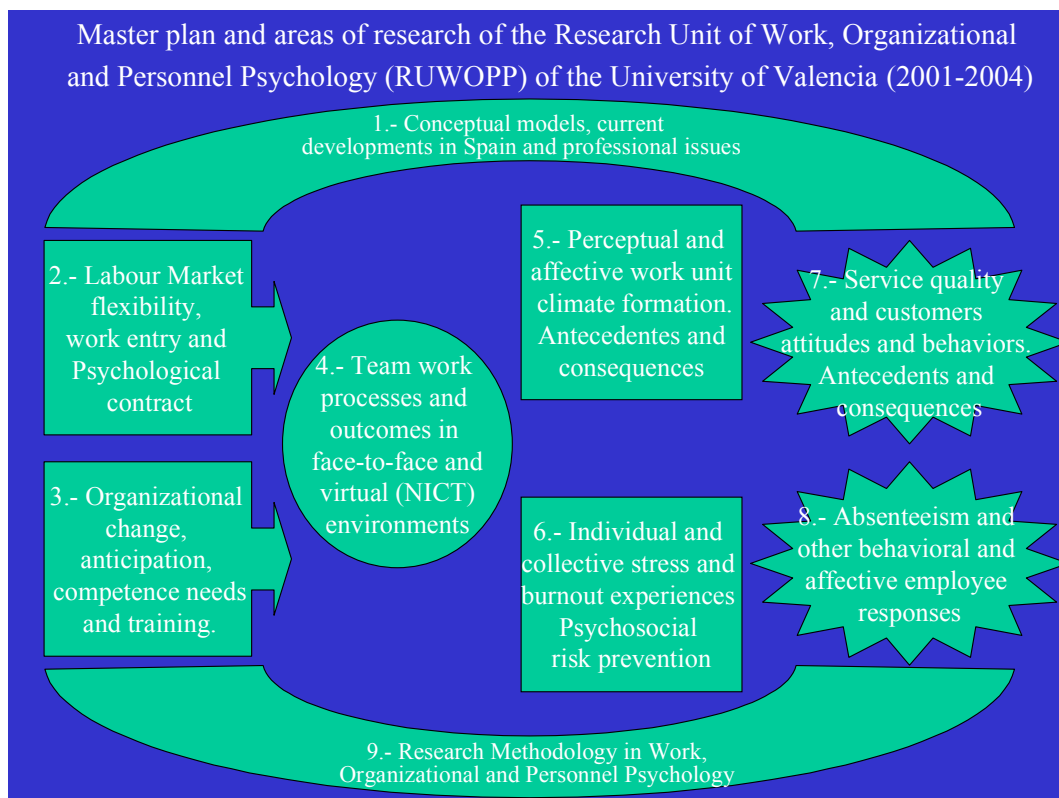 Master plan and areas of research of the Research Unit of Work, Organizational
and Personnel Psychology (RUWOPP) of the University of Valencia (2001-2004)
1.- Conceptual models, current
developments in Spain and professional issues
2.- Labour Market
flexibility,
work entry and
Psychological
contract
3.- Organizational
change,
anticipation,
competence needs
and training.
4.- Team work
processes and
outcomes in
face-to-face and
virtual (NICT)
environments
5.- Perceptual and
affective work unit
climate formation.
Antecedentes and
consequences
6.- Individual and
collective stress and
burnout experiences
Psychosocial
risk prevention
7.- Service quality
and customers
attitudes and behaviors.
Antecedents and
consequences
8.- Absenteeism and
other behavioral and
affective employee
responses
9.- Research Methodology in Work,
Organizational and Personnel Psychology